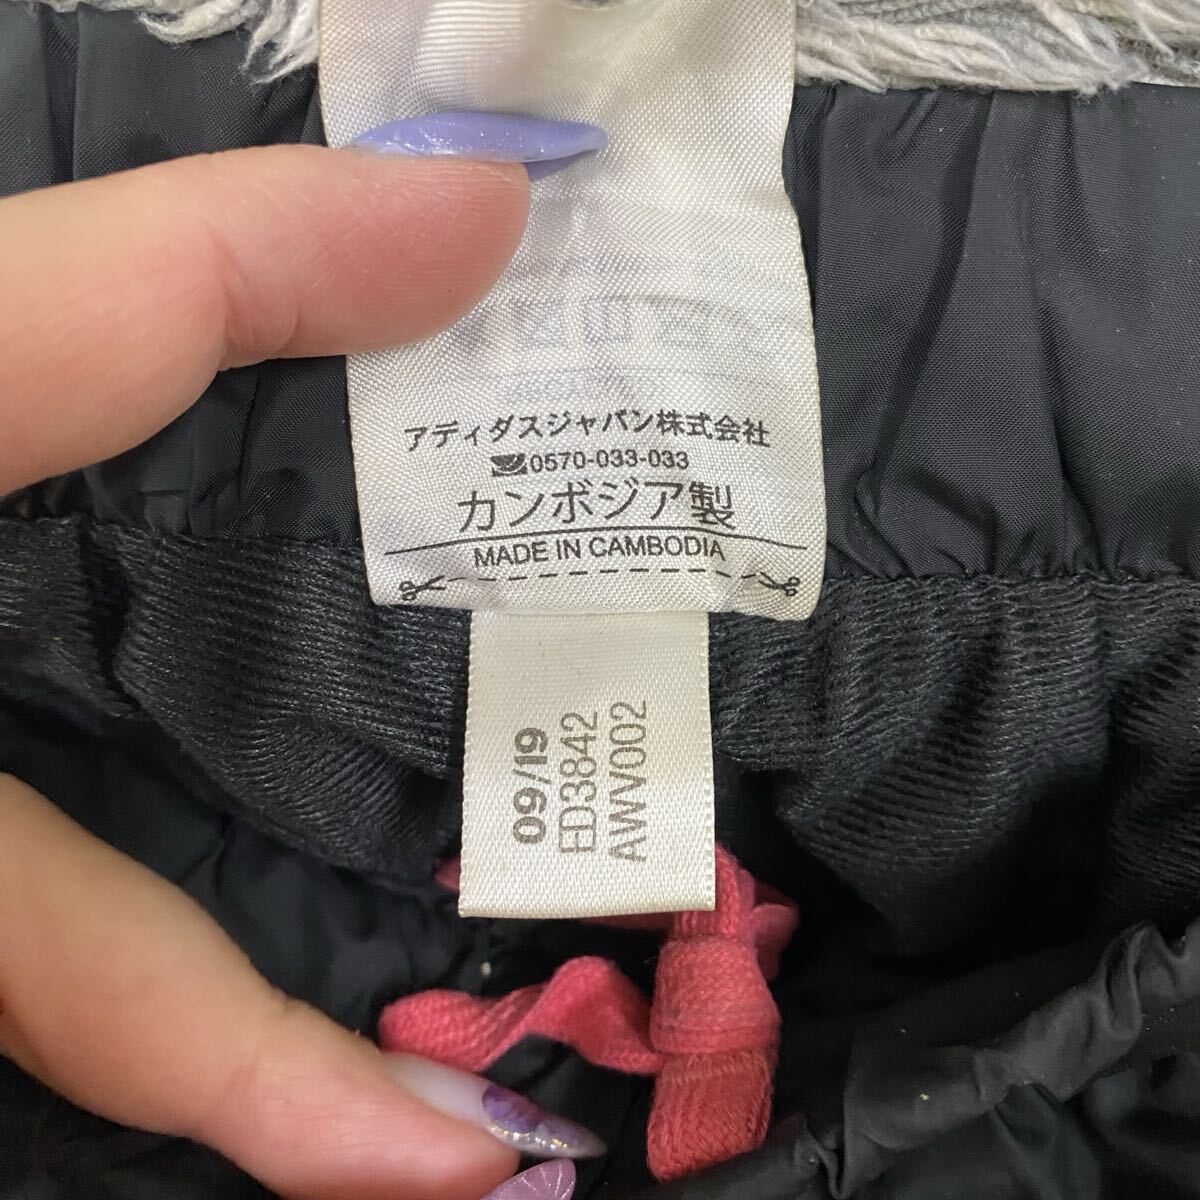 アディダスジャパン株式会社
0570-033-033
カンボジア製
MADE IN CAMBODIA
09/19
ED3842
AWV002